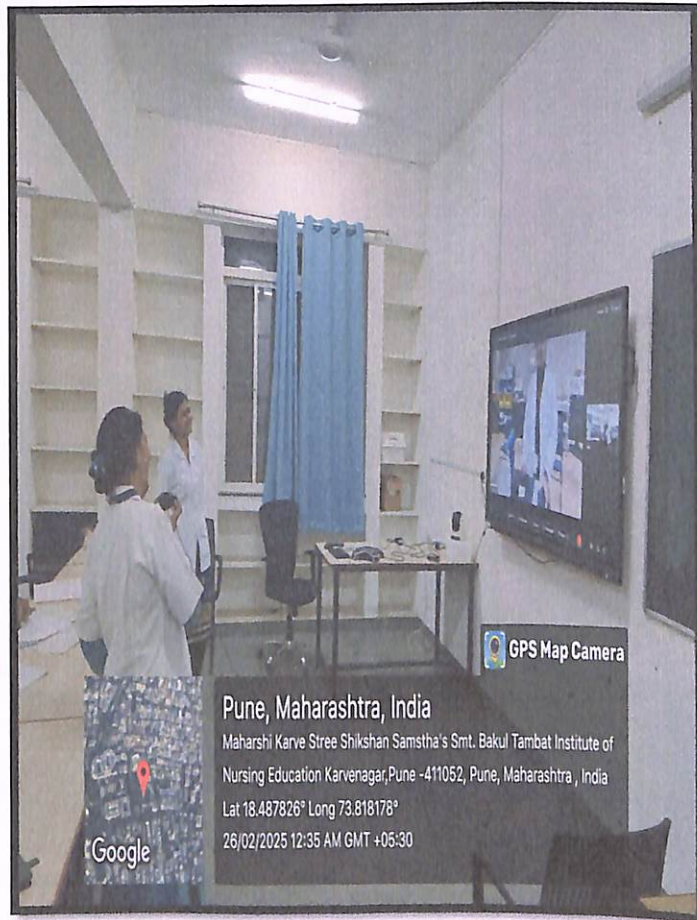 GPS Map Camera
Pune, Maharashtra, India
Maharshi Karve Stree Shikshan Samstha's Smt. Bakul Tambat Institute of
Nursing Education Karvenagar,Pune -411052, Pune, Maharashtra , India
Lat 18.487826° Long 73.818178°
26/02/2025 12:35 AM GMT +05:30
Google